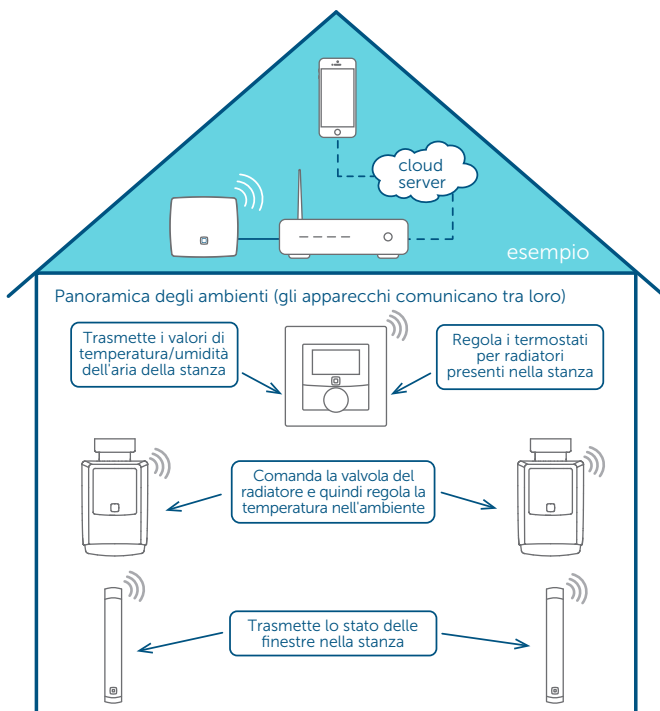 cloud
server
esempio
Panoramica degli ambienti (gli apparecchi comunicano tra loro)
Trasmette i valori di
temperatura/umidità
dell'aria della stanza
Regola i termostati
per radiatori
presenti nella stanza
Comanda la valvola del
radiatore e quindi regola la
temperatura nell'ambiente
Trasmette lo stato delle
finestre nella stanza